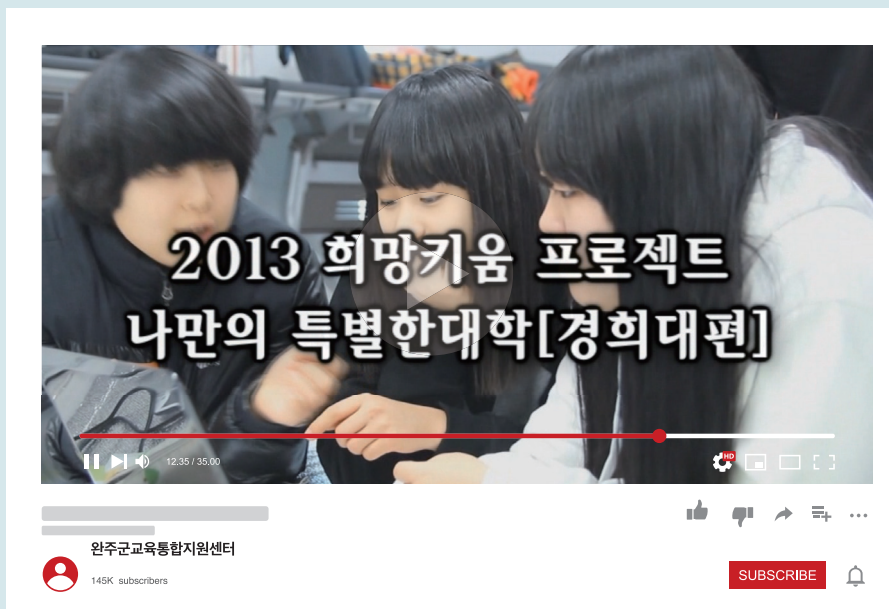 2013 희망키움 프로젝트
나만의 특별한대학[경희대편]
12.35 / 35.00
HD
완주군교육통합지원센터
145K subscribers
SUBSCRIBE